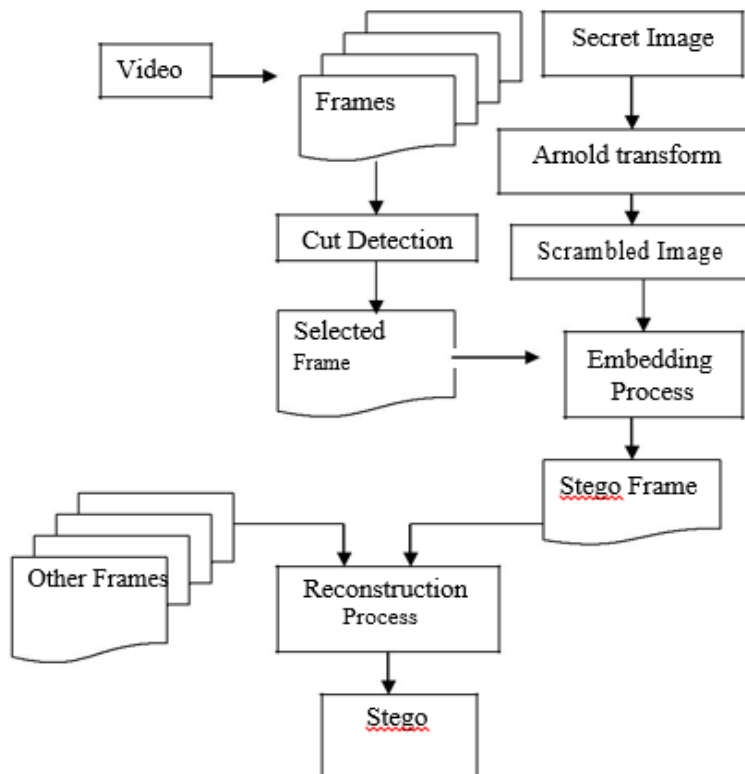 Video
Frames
Secret Image
Arnold transform
Cut Detection
Scrambled Image
Selected
Frame
Embedding
Process
Stego Frame
Other Frames
Reconstruction
Process
Stego